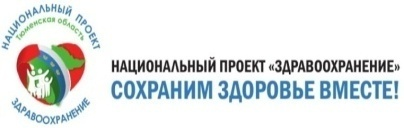 НАЦИОНАЛЬНЫЙ ПРОЕКТ
Тюменская область
ЗДРАВООХРАНЕНИЕ
НАЦИОНАЛЬНЫЙ ПРОЕКТ «ЗДРАВООХРАНЕНИЕ»
СОХРАНИМ ЗДОРОВЬЕ ВМЕСТЕ!